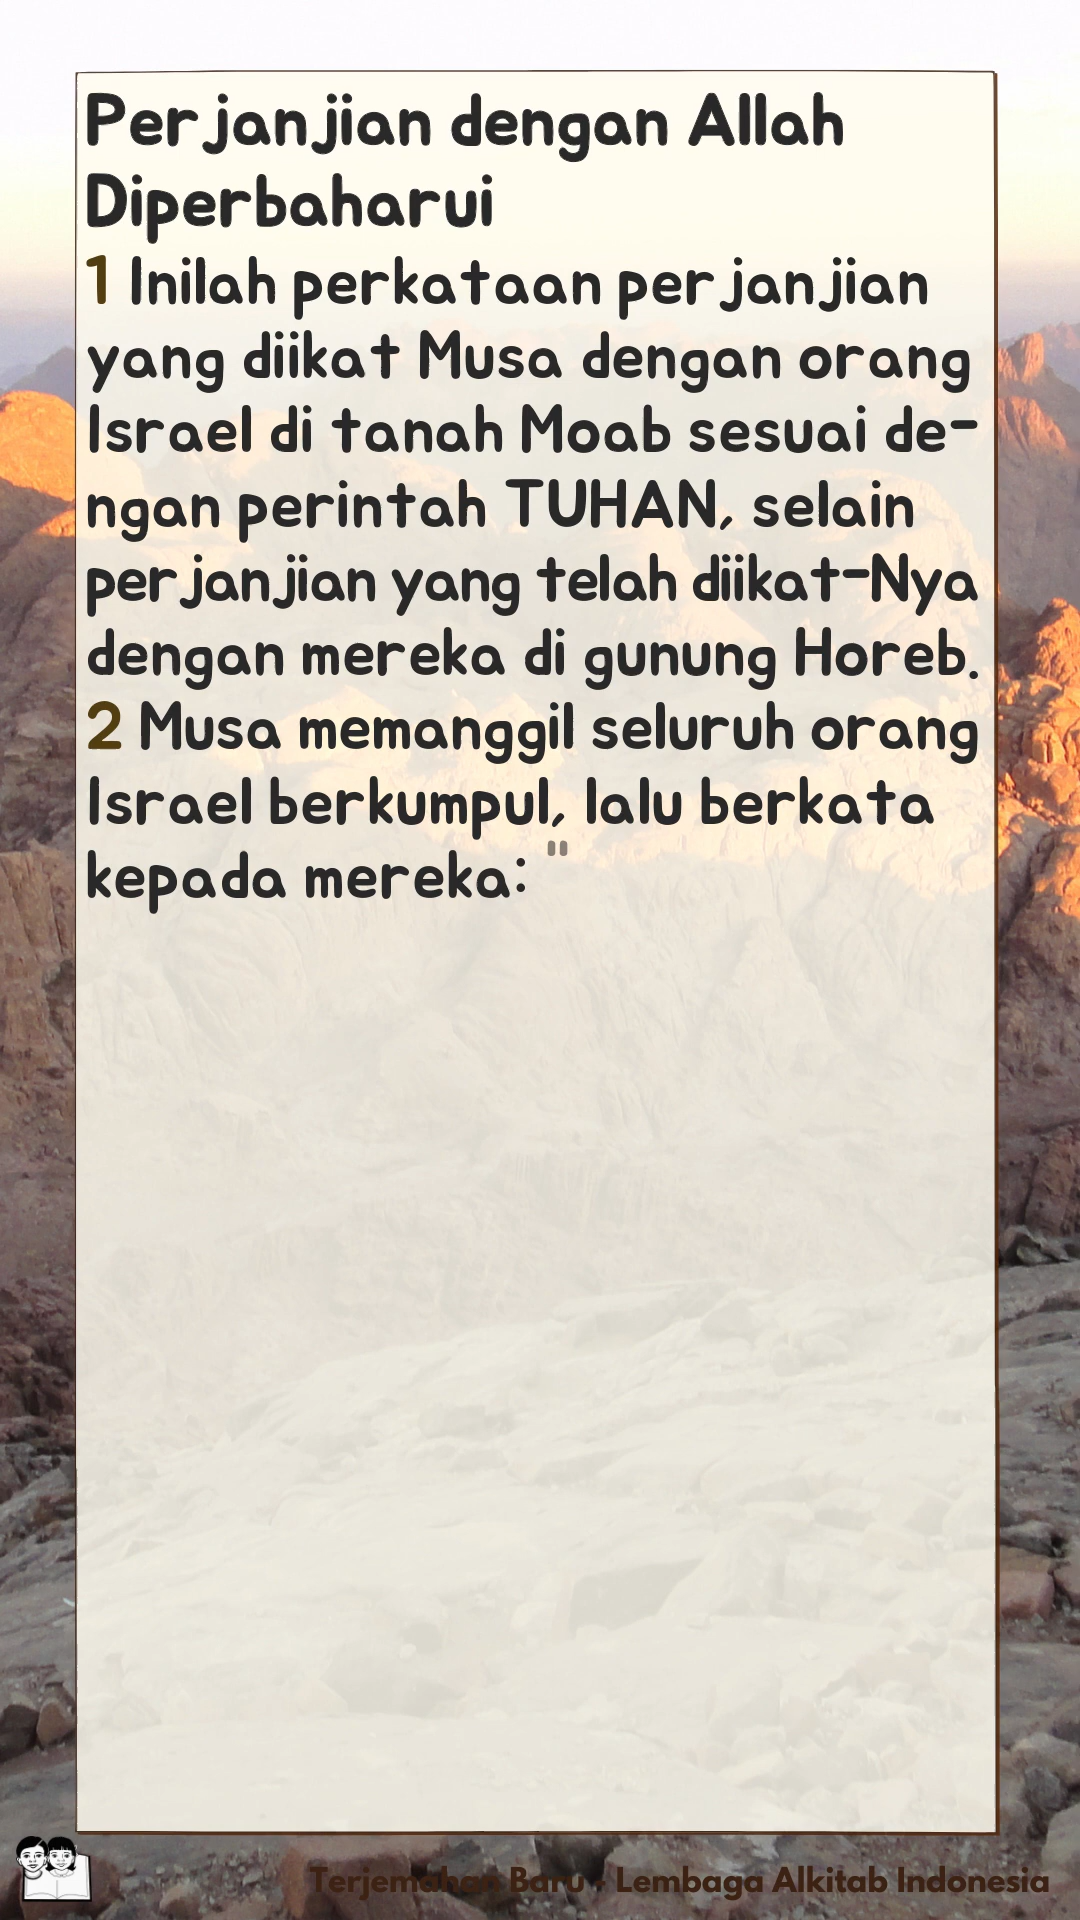 Perjanjian dengan Allah
Diperbaharui
1 Inilah perkataan perjanjian
yang diikat Musa dengan orang
Israel di tanah Moab sesuai de-
ngan perintah TUHAN, selain
perjanjian yang telah diikat-Nya
dengan mereka di gunung Horeb.
2 Musa memanggil seluruh orang
Israel berkumpul, lalu berkata
kepada mereka: "
Terjemahan Baru - Lembaga Alkitab Indonesia